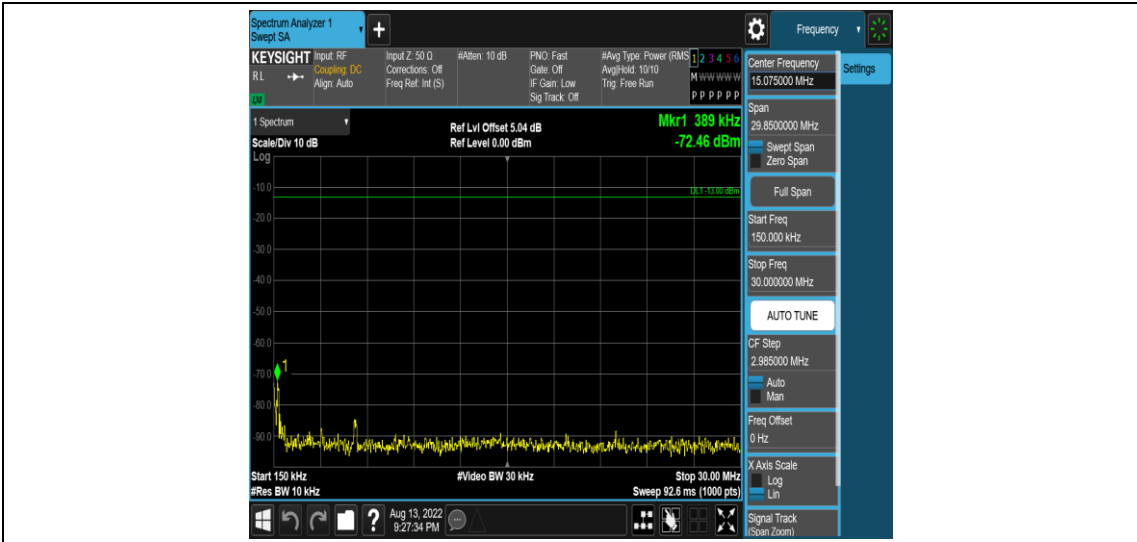 Spectrum Analyzer 1
Swept SA
+
Frequency
KEYSIGHT
RL
LXI
Input: RF
Coupling: DC
Align: Auto
Input Z: 50 Ω
Corrections: Off
Freq Ref: Int (S)
#Atten: 10 dB
PNO: Fast
Gate: Off
IF Gain: Low
Sig Track: Off
#Avg Type: Power (RMS
Avg|Hold: 10/10
Trig: Free Run
1 2 3 4 5 6
M W W W W W
P P P P P P
1 Spectrum
Scale/Div 10 dB
Log
Ref Lvl Offset 5.04 dB
Ref Level 0.00 dBm
Mkr1 389 kHz
-72.46 dBm
DL1 -13.00 dBm
-10.0
-20.0
-30.0
-40.0
-50.0
-60.0
-70.0
-80.0
-90.0
1
Start 150 kHz
#Res BW 10 kHz
#Video BW 30 kHz
Stop 30.00 MHz
Sweep 92.6 ms (1000 pts)
Center Frequency
15.075000 MHz
Settings
Span
29.8500000 MHz
Swept Span
Zero Span
Full Span
Start Freq
150.000 kHz
Stop Freq
30.000000 MHz
AUTO TUNE
CF Step
2.985000 MHz
Auto
Man
Freq Offset
0 Hz
X Axis Scale
Log
Lin
Signal Track
(Span Zoom)
?
Aug 13, 2022
9:27:34 PM